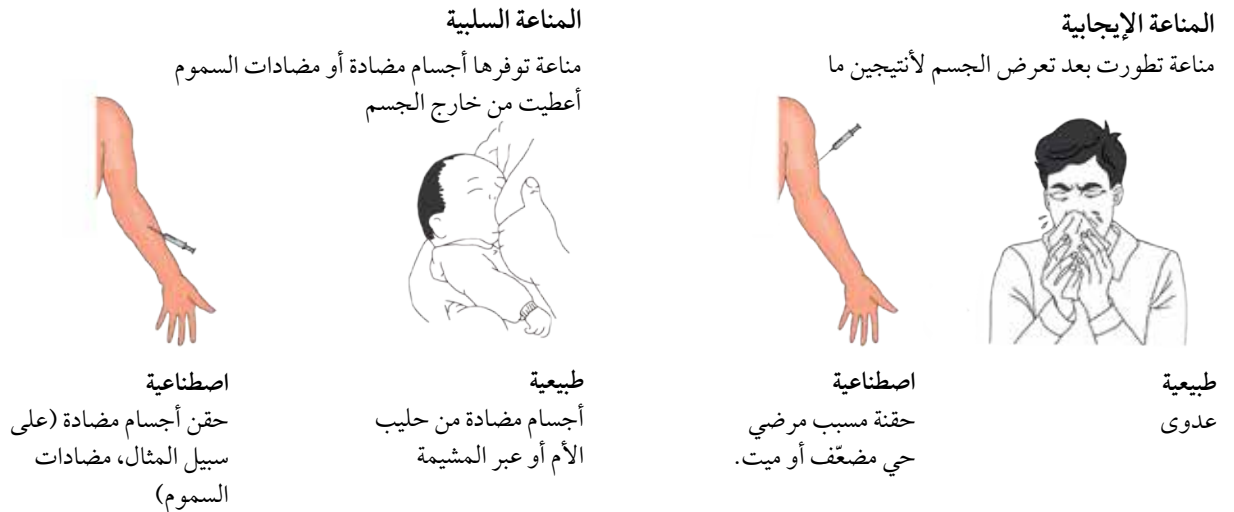 المناعة الإيجابية
مناعة تطورت بعد تعرض الجسم لأنتيجين ما
طبيعية
عدوى
اصطناعية
حقنة مسبب مرضي
حي مضعّف أو ميت.
المناعة السلبية
مناعة توفرها أجسام مضادة أو مضادات السموم
أعطيت من خارج الجسم
طبيعية
أجسام مضادة من حليب
الأم أو عبر المشيمة
اصطناعية
حقن أجسام مضادة (على
سبيل المثال، مضادات
السموم)